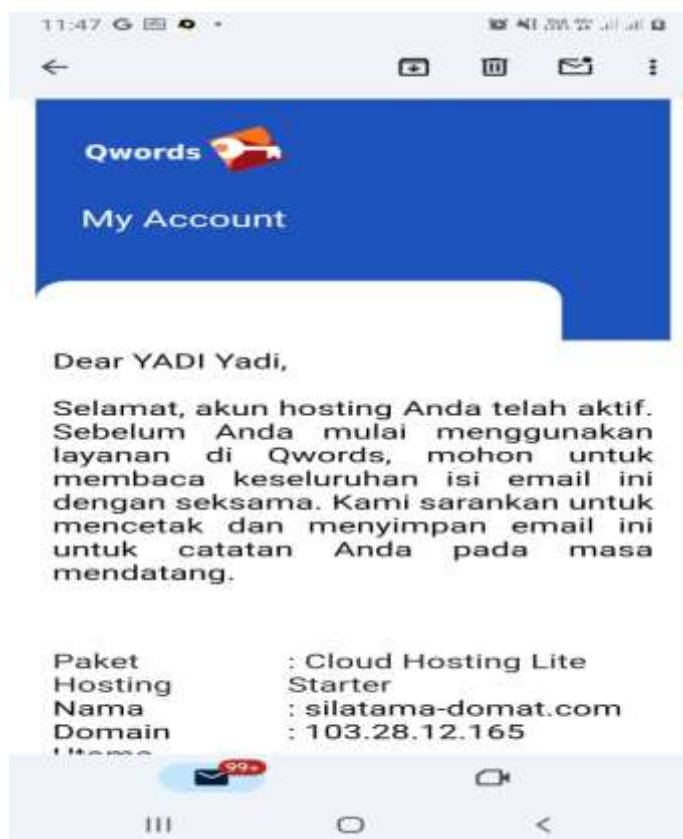 11:47 G
Qwords
My Account
Dear YADI Yadi,
Selamat, akun hosting Anda telah aktif.
Sebelum Anda mulai menggunakan
layanan di Qwords, mohon untuk
membaca keseluruhan isi email ini
dengan seksama. Kami sarankan untuk
mencetak dan menyimpan email ini
untuk catatan Anda pada masa
mendatang.
Paket : Cloud Hosting Lite
Hosting Starter
Nama : silatama-domat.com
Domain : 103.28.12.165
99+